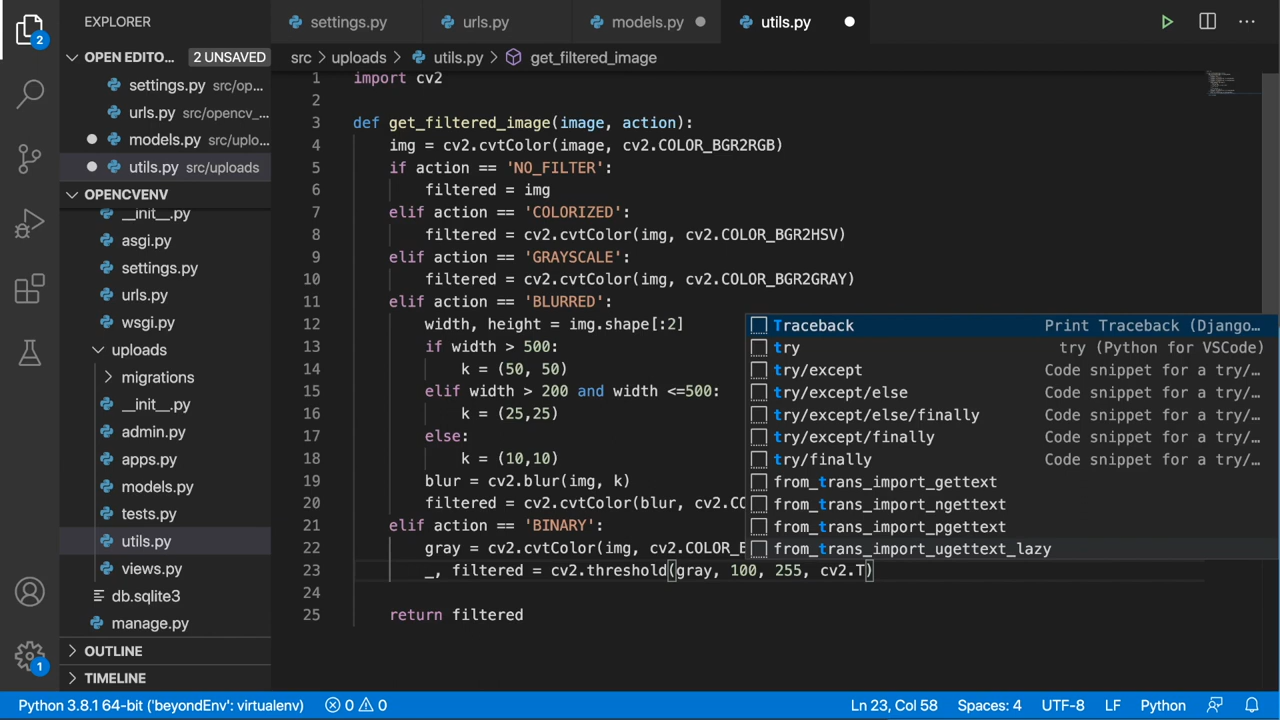 EXPLORER
settings.py
urls.py
models.py
utils.py
OPEN EDITO...
2 UNSAVED
settings.py src/op...
urls.py src/opencv_...
models.py src/uplo...
utils.py src/uploads
OPENCVENV
__init__.py
asgi.py
settings.py
urls.py
wsgi.py
uploads
migrations
__init__.py
admin.py
apps.py
models.py
tests.py
utils.py
views.py
db.sqlite3
manage.py
OUTLINE
TIMELINE
2
1
src > uploads > utils.py > get_filtered_image
1 import cv2
2
3 def get_filtered_image(image, action):
4 img = cv2.cvtColor(image, cv2.COLOR_BGR2RGB)
5 if action == 'NO_FILTER':
6 filtered = img
7 elif action == 'COLORIZED':
8 filtered = cv2.cvtColor(img, cv2.COLOR_BGR2HSV)
9 elif action == 'GRAYSCALE':
10 filtered = cv2.cvtColor(img, cv2.COLOR_BGR2GRAY)
11 elif action == 'BLURRED':
12 width, height = img.shape[:2]
13 if width > 500:
14 k = (50, 50)
15 elif width > 200 and width <=500:
16 k = (25,25)
17 else:
18 k = (10,10)
19 blur = cv2.blur(img, k)
20 filtered = cv2.cvtColor(blur, cv2.CO
21 elif action == 'BINARY':
22 gray = cv2.cvtColor(img, cv2.COLOR_B
23 _, filtered = cv2.threshold(gray, 100, 255, cv2.T)
24
25 return filtered
Traceback Print Traceback (Django...
try try (Python for VSCode)
try/except Code snippet for a try/...
try/except/else Code snippet for a try/...
try/except/else/finally Code snippet for a try/...
try/except/finally Code snippet for a try/...
try/finally Code snippet for a try/...
from_trans_import_gettext
from_trans_import_ngettext
from_trans_import_pgettext
from_trans_import_ugettext_lazy
Python 3.8.1 64-bit ('beyondEnv': virtualenv) 0 0 Ln 23, Col 58 Spaces: 4 UTF-8 LF Python